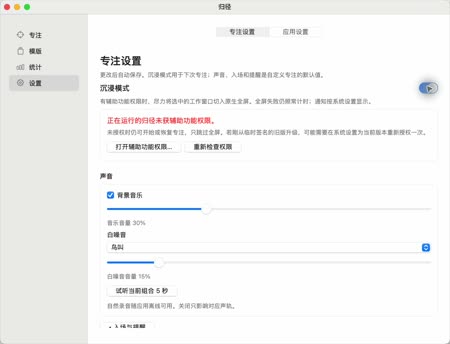 归径
专注
模版
统计
设置
专注设置
应用设置
专注设置
更改后自动保存。沉浸模式用于下次专注；声音、入场和提醒是自定义专注的默认值。
沉浸模式
有辅助功能权限时，尽力将选中的工作窗口切入原生全屏。全屏失败仍照常计时；通知按系统设置显示。
正在运行的归径未获辅助功能权限。
未授权时仍可开始或恢复专注，只跳过全屏。若刚从临时签名的旧版升级，可能需要在系统设置为当前版本重新授权一次。
打开辅助功能权限...
重新检查权限
声音
背景音乐
音乐音量 30%
白噪音
鸟叫
白噪音音量 15%
试听当前组合 5 秒
自然录音随应用离线可用。关闭只影响对应声轨。
入场与提醒